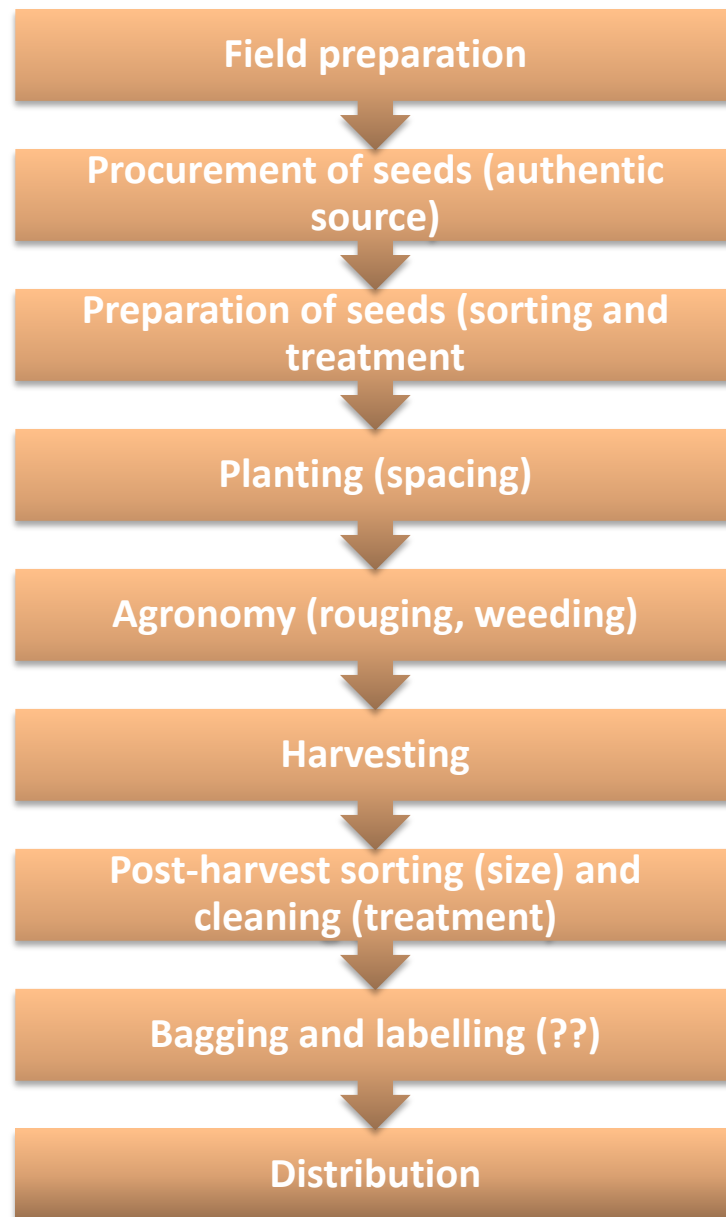 Field preparation
Procurement of seeds (authentic
source)
Preparation of seeds (sorting and
treatment
Planting (spacing)
Agronomy (rouging, weeding)
Harvesting
Post-harvest sorting (size) and
cleaning (treatment)
Bagging and labelling (??)
Distribution